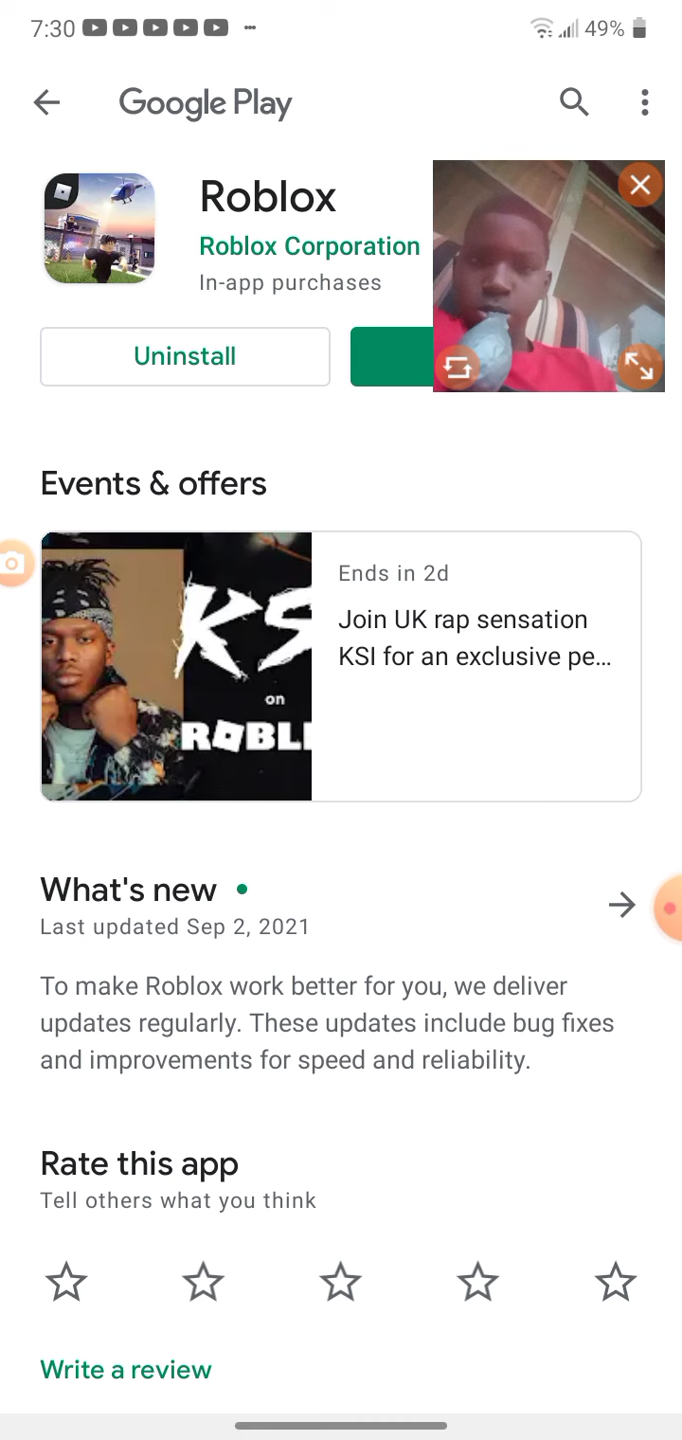 7:30
49%
Google Play
Roblox
Roblox Corporation
In-app purchases
Uninstall
Events & offers
KS
on
ROBL
Ends in 2d
Join UK rap sensation
KSI for an exclusive pe...
What's new
Last updated Sep 2, 2021
To make Roblox work better for you, we deliver
updates regularly. These updates include bug fixes
and improvements for speed and reliability.
Rate this app
Tell others what you think
Write a review